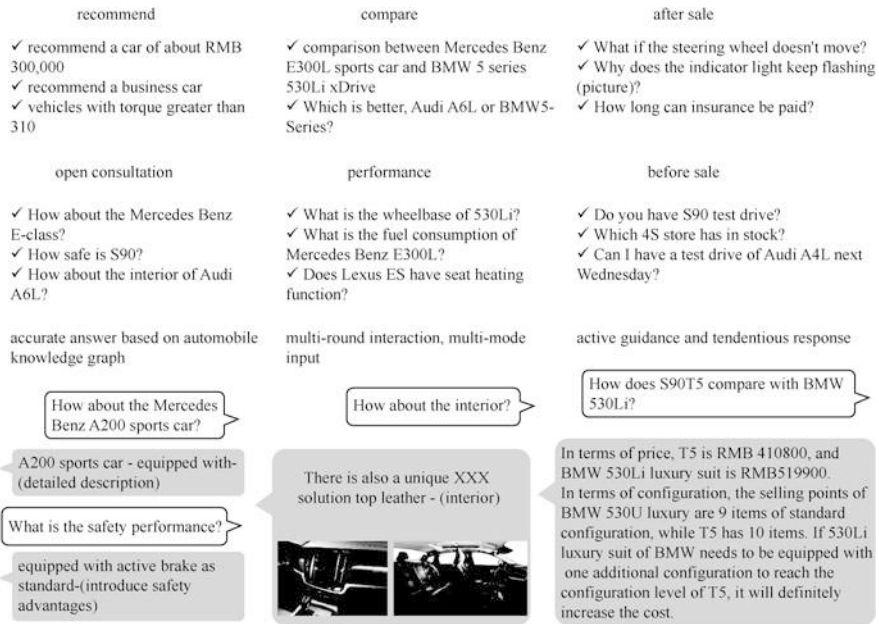 recommend
✓ recommend a car of about RMB
300,000
✓ recommend a business car
✓ vehicles with torque greater than
310
compare
✓ comparison between Mercedes Benz
E300L sports car and BMW 5 series
530Li xDrive
✓ Which is better, Audi A6L or BMW5-
Series?
after sale
✓ What if the steering wheel doesn't move?
✓ Why does the indicator light keep flashing
(picture)?
✓ How long can insurance be paid?
open consultation
✓ How about the Mercedes Benz
E-class?
✓ How safe is S90?
✓ How about the interior of Audi
A6L?
performance
✓ What is the wheelbase of 530Li?
✓ What is the fuel consumption of
Mercedes Benz E300L?
✓ Does Lexus ES have seat heating
function?
before sale
✓ Do you have S90 test drive?
✓ Which 4S store has in stock?
✓ Can I have a test drive of Audi A4L next
Wednesday?
accurate answer based on automobile
knowledge graph
How about the Mercedes
Benz A200 sports car?
A200 sports car - equipped with-
(detailed description)
What is the safety performance?
equipped with active brake as
standard-(introduce safety
advantages)
multi-round interaction, multi-mode
input
How about the interior?
There is also a unique XXX
solution top leather - (interior)
active guidance and tendentious response
How does S90T5 compare with BMW
530Li?
In terms of price, T5 is RMB 410800, and
BMW 530Li luxury suit is RMB519900.
In terms of configuration, the selling points of
BMW 530U luxury are 9 items of standard
configuration, while T5 has 10 items. If 530Li
luxury suit of BMW needs to be equipped with
one additional configuration to reach the
configuration level of T5, it will definitely
increase the cost.